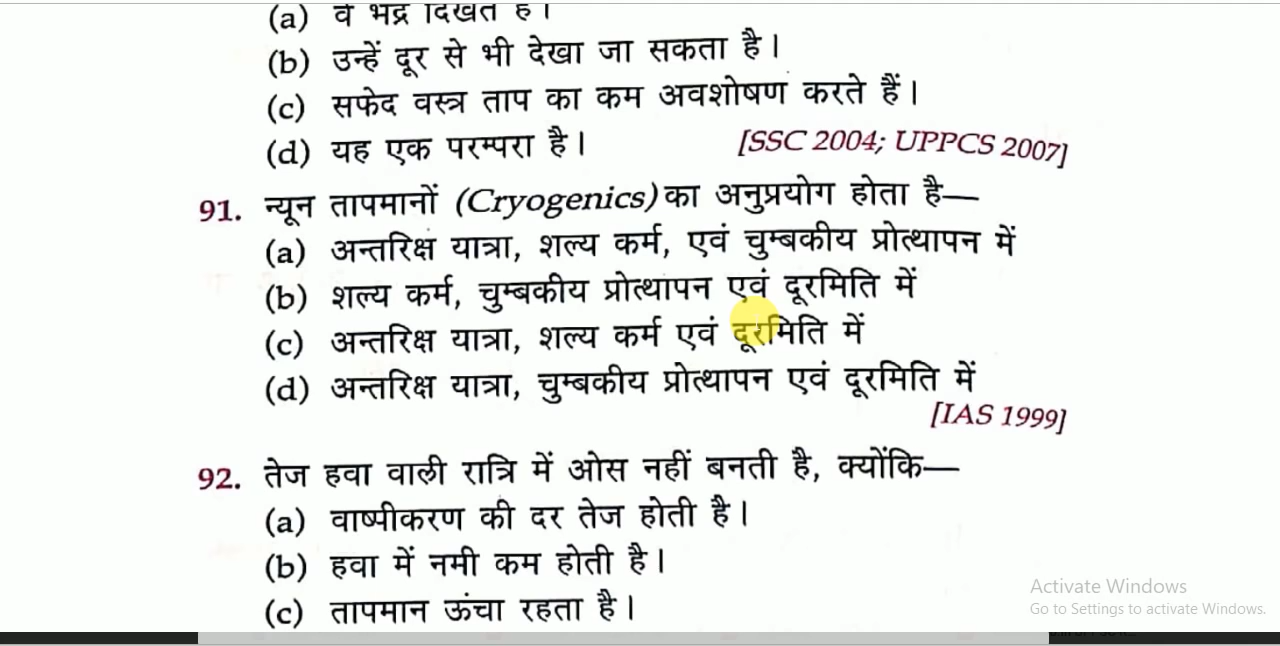 (a) वे भद्र दिखते हैं।
(b) उन्हें दूर से भी देखा जा सकता है।
(c) सफेद वस्त्र ताप का कम अवशोषण करते हैं।
(d) यह एक परम्परा है। [SSC 2004; UPPCS 2007]
91. न्यून तापमानों (Cryogenics) का अनुप्रयोग होता है—
(a) अन्तरिक्ष यात्रा, शल्य कर्म, एवं चुम्बकीय प्रोत्थापन में
(b) शल्य कर्म, चुम्बकीय प्रोत्थापन एवं दूरमिति में
(c) अन्तरिक्ष यात्रा, शल्य कर्म एवं दूरमिति में
(d) अन्तरिक्ष यात्रा, चुम्बकीय प्रोत्थापन एवं दूरमिति में
[IAS 1999]
92. तेज हवा वाली रात्रि में ओस नहीं बनती है, क्योंकि—
(a) वाष्पीकरण की दर तेज होती है।
(b) हवा में नमी कम होती है।
(c) तापमान ऊंचा रहता है।
Activate Windows
Go to Settings to activate Windows.